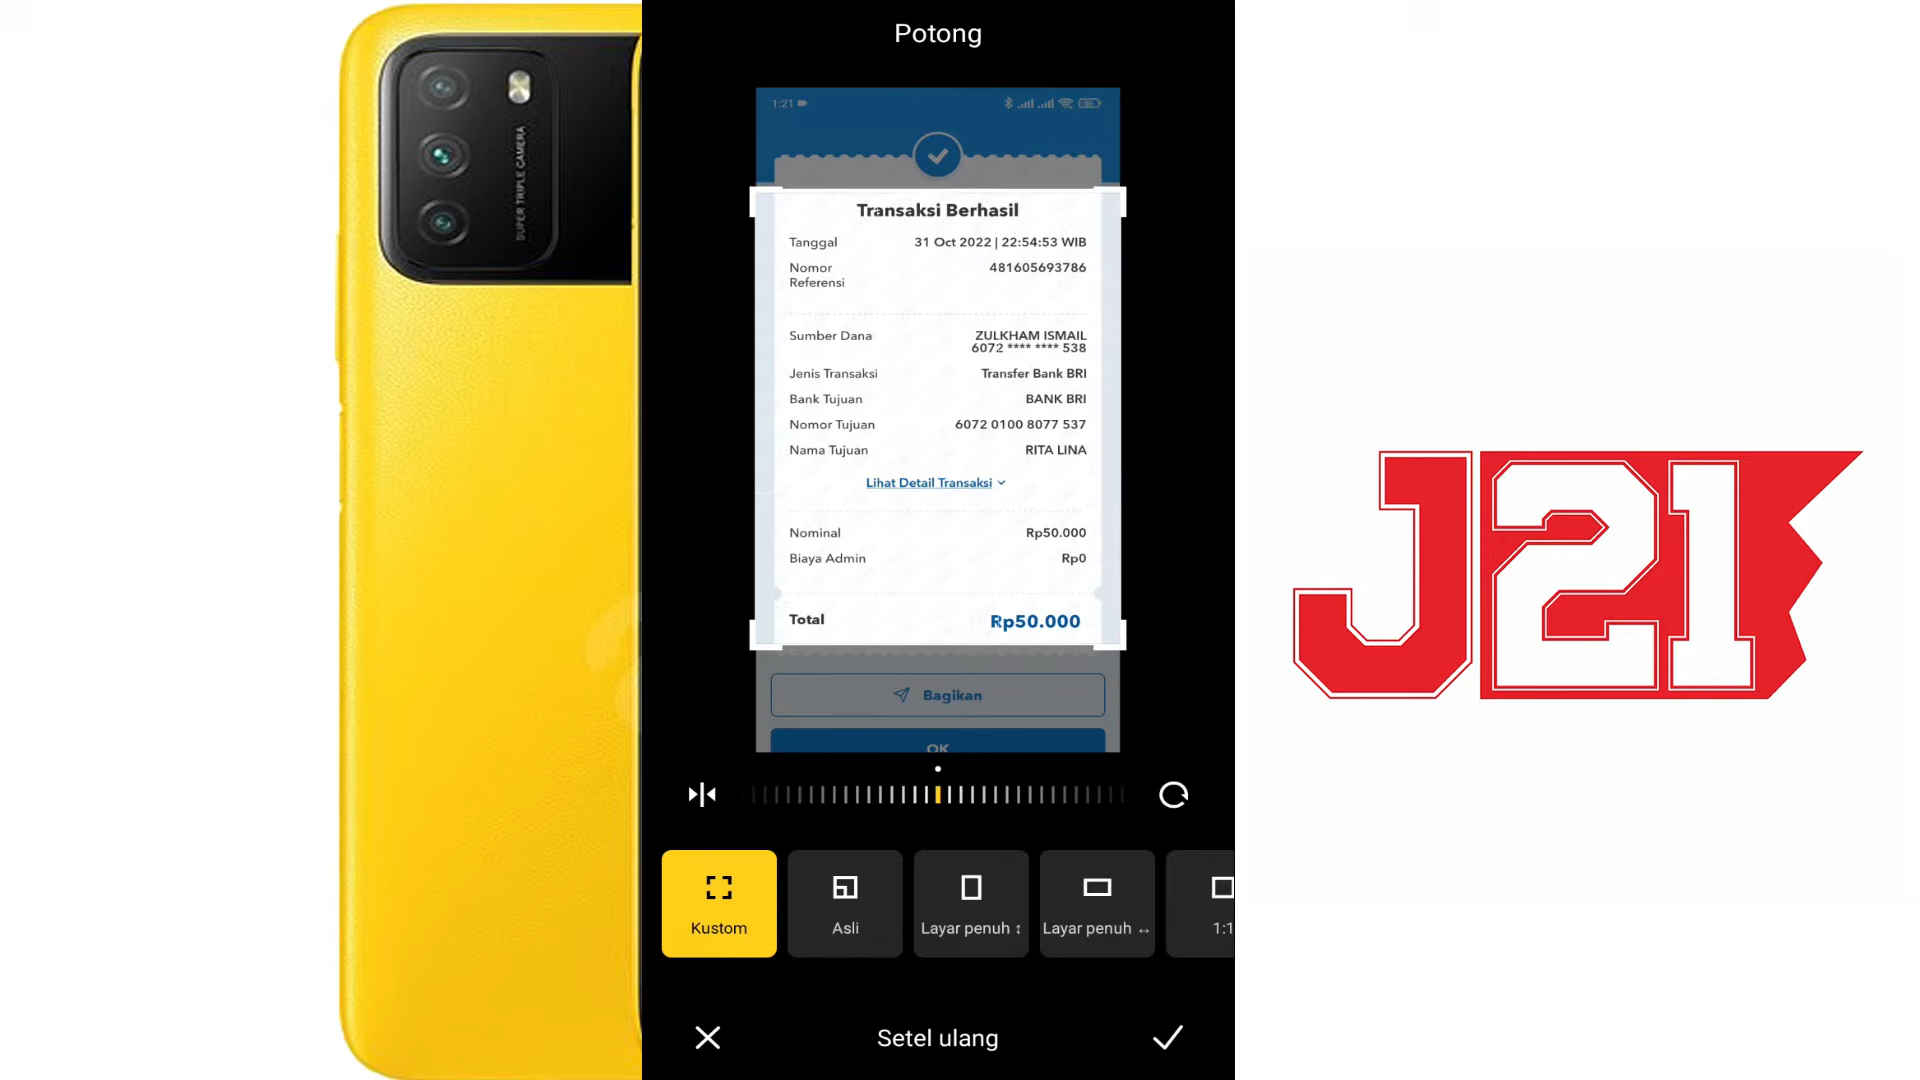 SUPER TRIPLE CAMERA
Potong
1:21
Transaksi Berhasil
Tanggal 31 Oct 2022 | 22:54:53 WIB
Nomor Referensi 481605693786
Sumber Dana ZULKHAM ISMAIL
6072 **** **** 538
Jenis Transaksi Transfer Bank BRI
Bank Tujuan BANK BRI
Nomor Tujuan 6072 0100 8077 537
Nama Tujuan RITA LINA
Lihat Detail Transaksi
Nominal Rp50.000
Biaya Admin Rp0
Total Rp50.000
Bagikan
OK
Kustom
Asli
Layar penuh ↕
Layar penuh ↔
1:1
Setel ulang
J21